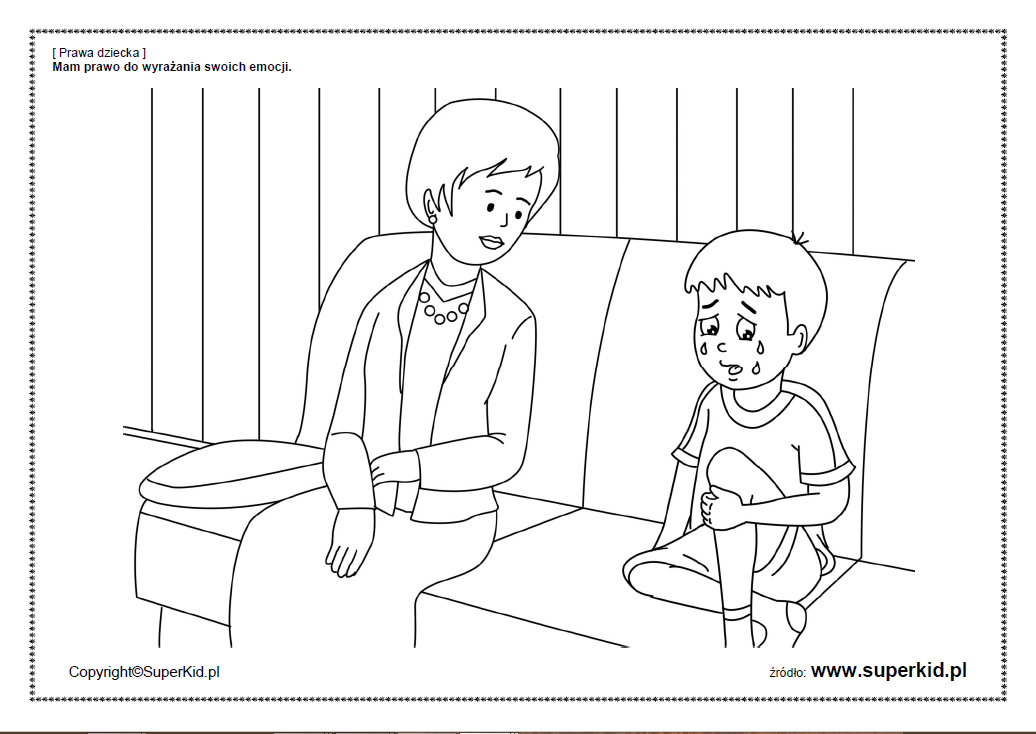 [ Prawa dziecka ]
Mam prawo do wyrażania swoich emocji.
Copyright©SuperKid.pl
źródło: www.superkid.pl